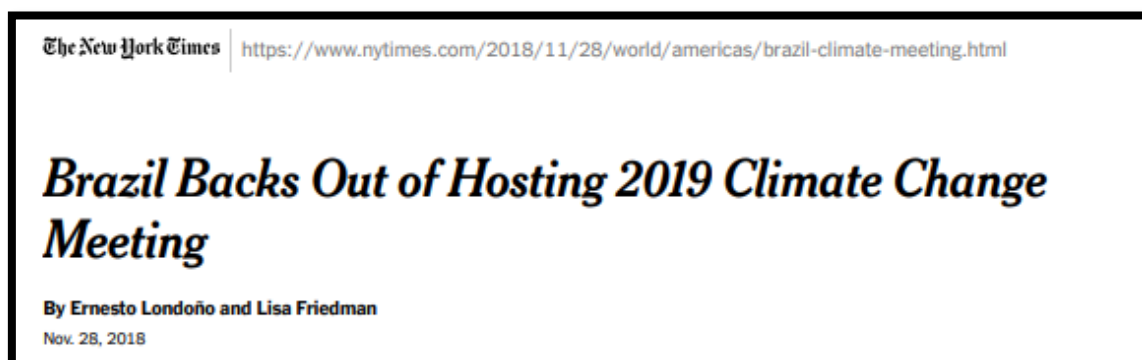 The New York Times https://www.nytimes.com/2018/11/28/world/americas/brazil-climate-meeting.html
Brazil Backs Out of Hosting 2019 Climate Change
Meeting
By Ernesto Londoño and Lisa Friedman
Nov. 28, 2018